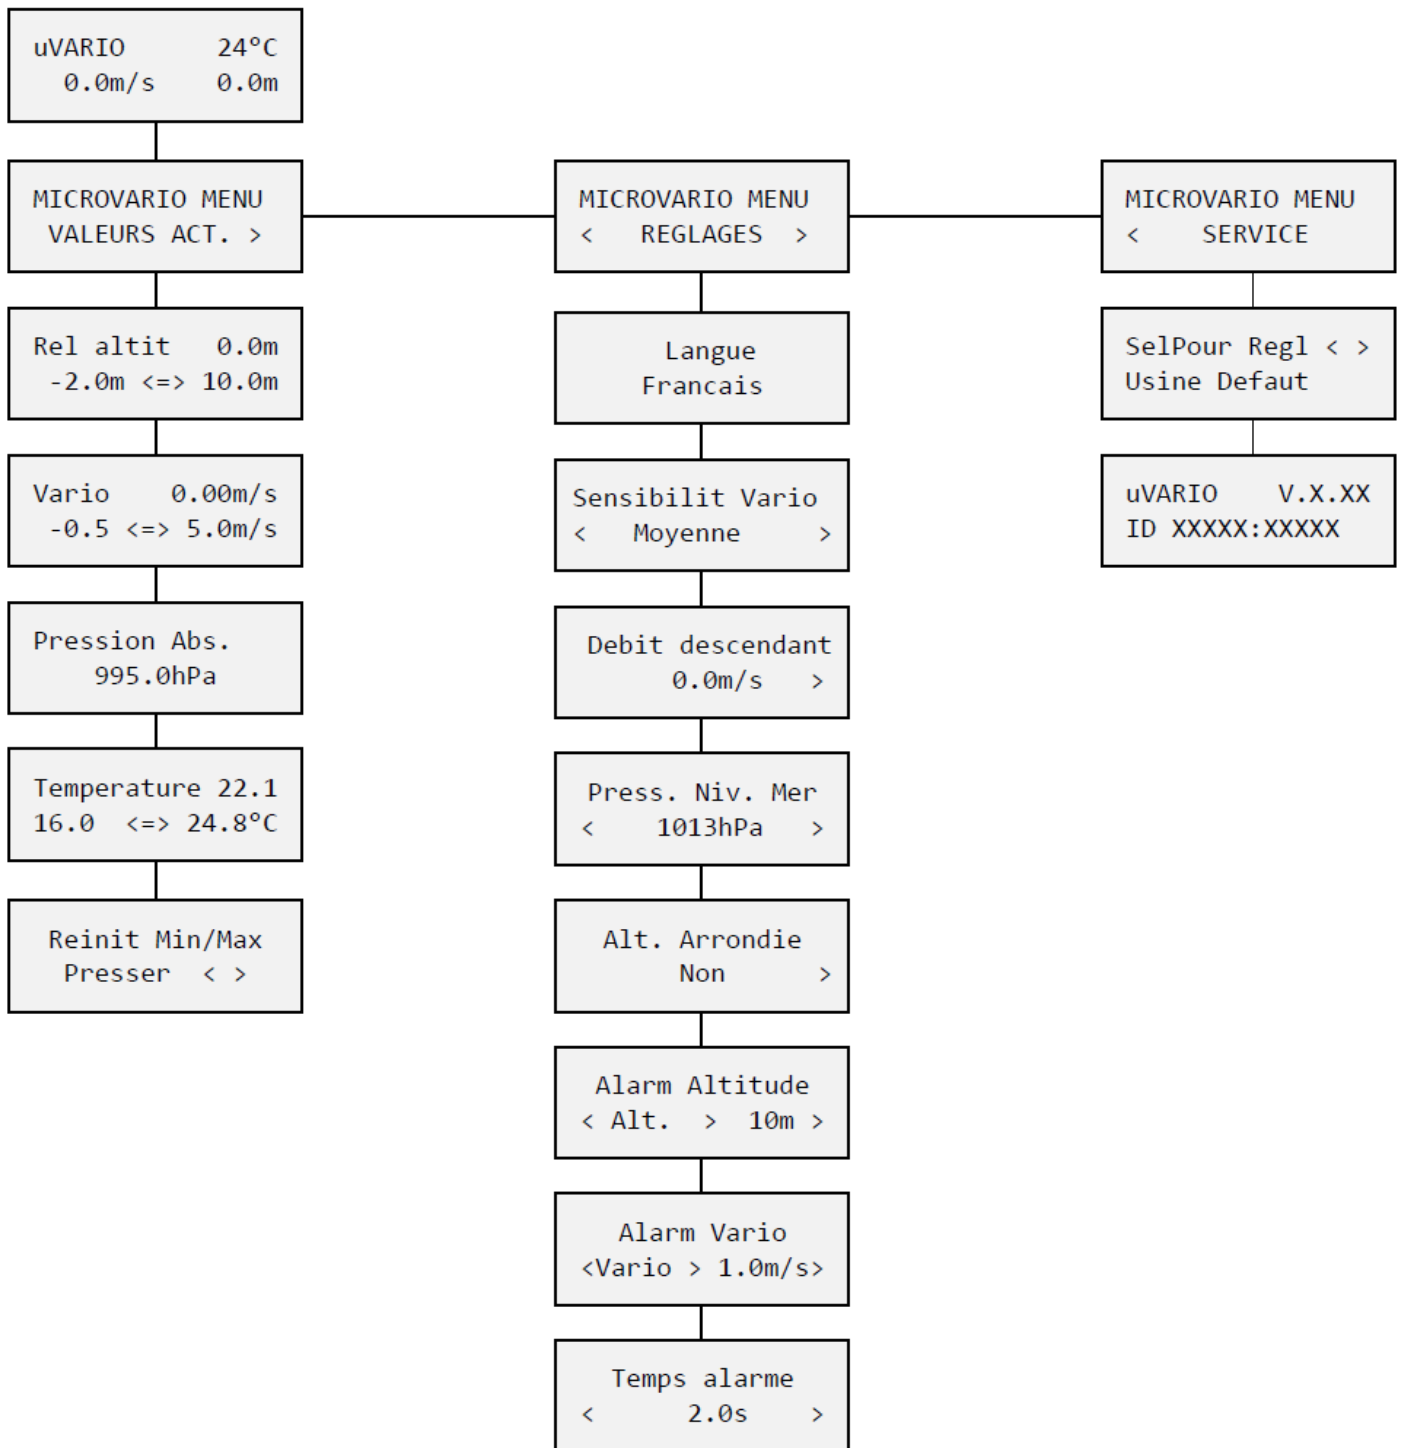 uVARIO 24°C
0.0m/s 0.0m
MICROVARIO MENU
VALEURS ACT. >
Rel altit 0.0m
-2.0m <=> 10.0m
Vario 0.00m/s
-0.5 <=> 5.0m/s
Pression Abs.
995.0hPa
Temperature 22.1
16.0 <=> 24.8°C
Reinit Min/Max
Presser < >
MICROVARIO MENU
< REGLAGES >
Langue
Francais
Sensibilit Vario
< Moyenne >
Debit descendant
0.0m/s >
Press. Niv. Mer
< 1013hPa >
Alt. Arrondie
Non >
Alarm Altitude
< Alt. > 10m >
Alarm Vario
<Vario > 1.0m/s>
Temps alarme
< 2.0s >
MICROVARIO MENU
< SERVICE
SelPour Regl < >
Usine Defaut
uVARIO V.X.XX
ID XXXXX:XXXXX